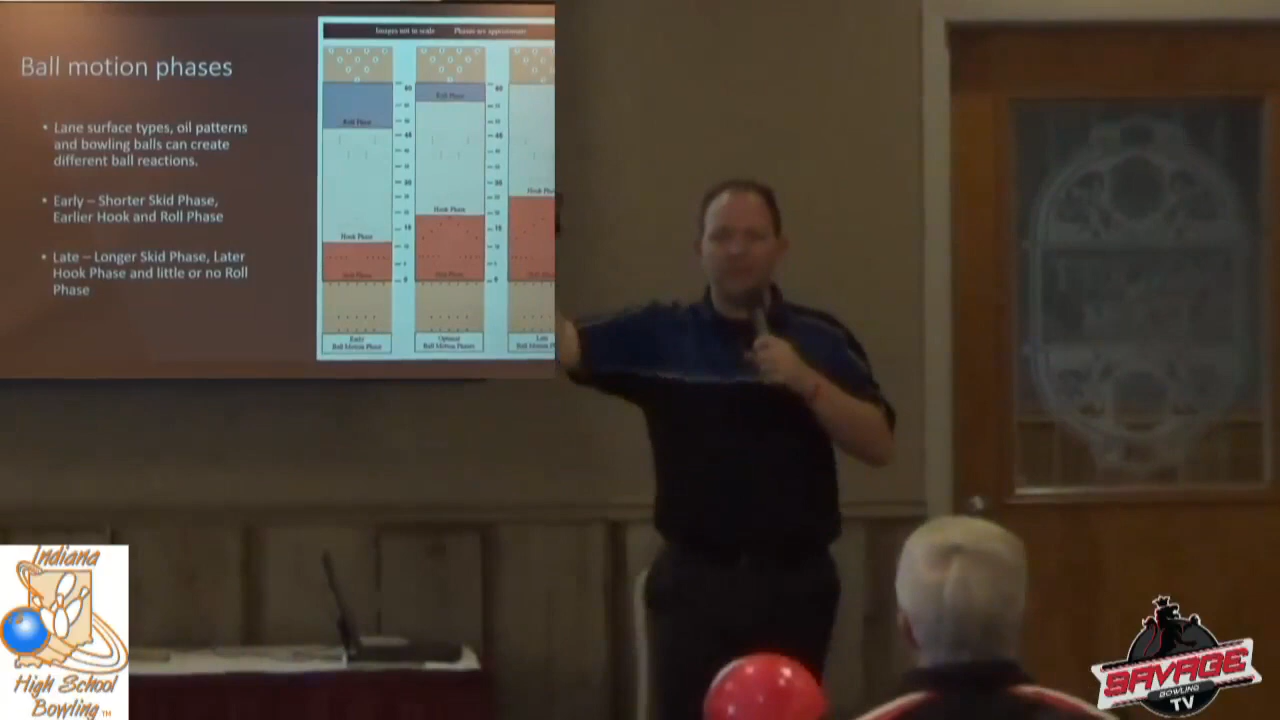 Images not to scale Phases are approximate
Ball motion phases
• Lane surface types, oil patterns
and bowling balls can create
different ball reactions.
• Early – Shorter Skid Phase,
Earlier Hook and Roll Phase
• Late – Longer Skid Phase, Later
Hook Phase and little or no Roll
Phase
Roll Phase
Hook Phase
Skid Phase
Early
Ball Motion Phase
Roll Phase
Hook Phase
Skid Phase
Optimal
Ball Motion Phases
Hook
Late
Ball Motion
Indiana
High School
Bowling™
SAVAGE
BOWLING
TV